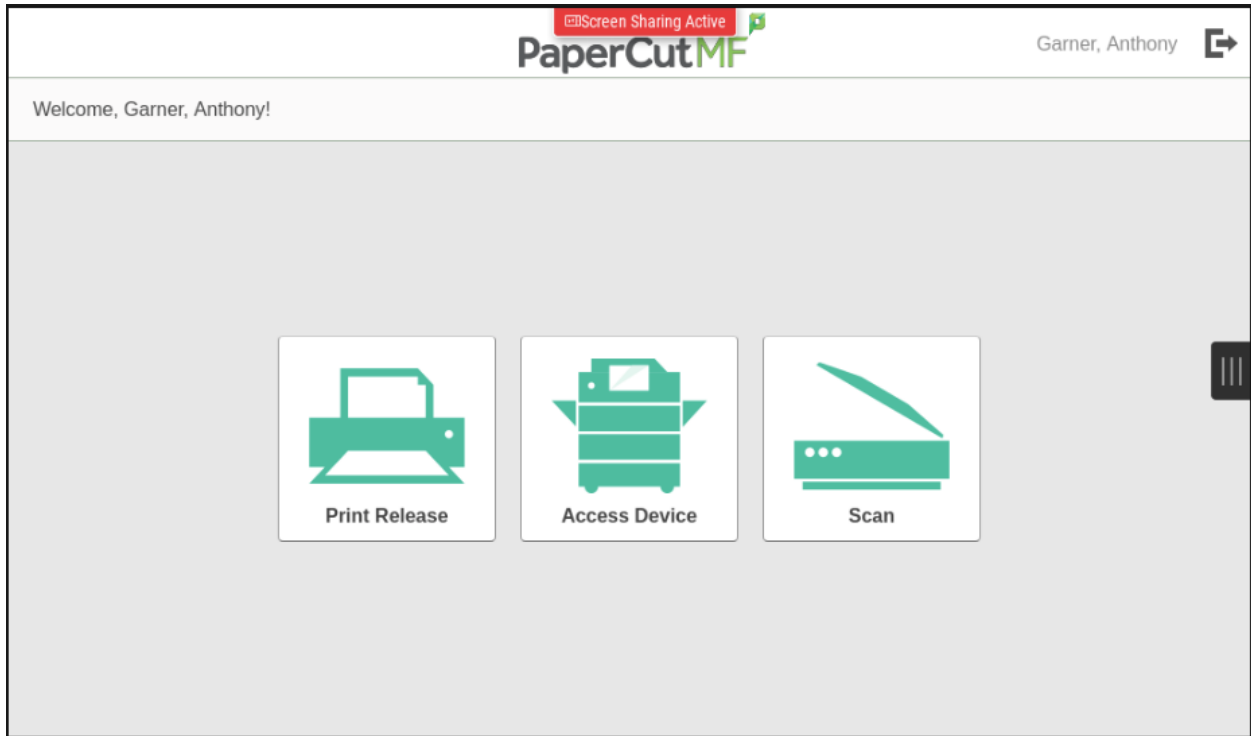 Screen Sharing Active
PaperCutMF
Garner, Anthony
Welcome, Garner, Anthony!
Print Release
Access Device
Scan